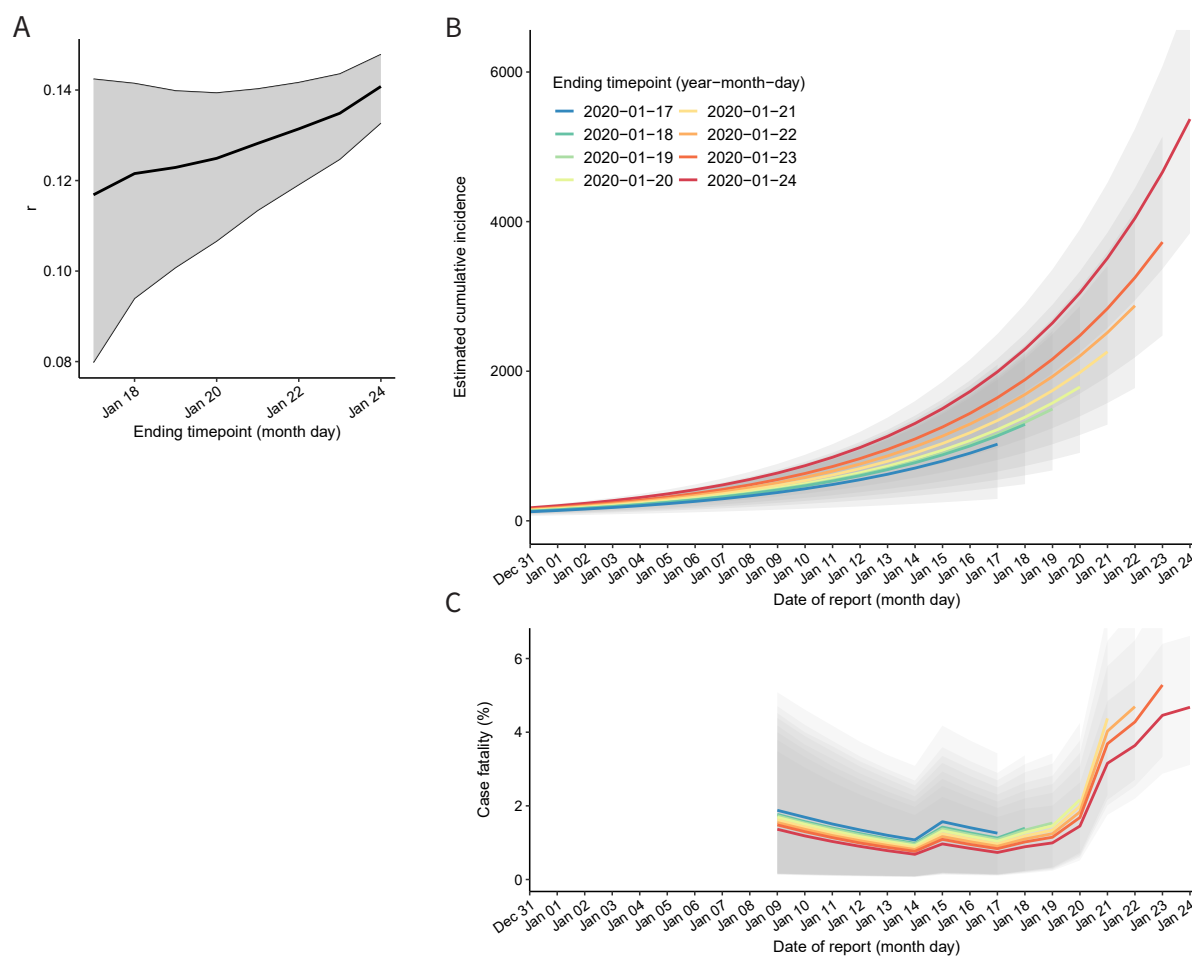 A
r
0.14
0.12
0.10
0.08
Jan 18
Jan 20
Jan 22
Jan 24
Ending timepoint (month day)
B
Estimated cumulative incidence
6000
4000
2000
0
Ending timepoint (year−month−day)
2020−01−17
2020−01−18
2020−01−19
2020−01−20
2020−01−21
2020−01−22
2020−01−23
2020−01−24
Dec 31
Jan 01
Jan 02
Jan 03
Jan 04
Jan 05
Jan 06
Jan 07
Jan 08
Jan 09
Jan 10
Jan 11
Jan 12
Jan 13
Jan 14
Jan 15
Jan 16
Jan 17
Jan 18
Jan 19
Jan 20
Jan 21
Jan 22
Jan 23
Jan 24
Date of report (month day)
C
Case fatality (%)
6
4
2
0
Dec 31
Jan 01
Jan 02
Jan 03
Jan 04
Jan 05
Jan 06
Jan 07
Jan 08
Jan 09
Jan 10
Jan 11
Jan 12
Jan 13
Jan 14
Jan 15
Jan 16
Jan 17
Jan 18
Jan 19
Jan 20
Jan 21
Jan 22
Jan 23
Jan 24
Date of report (month day)